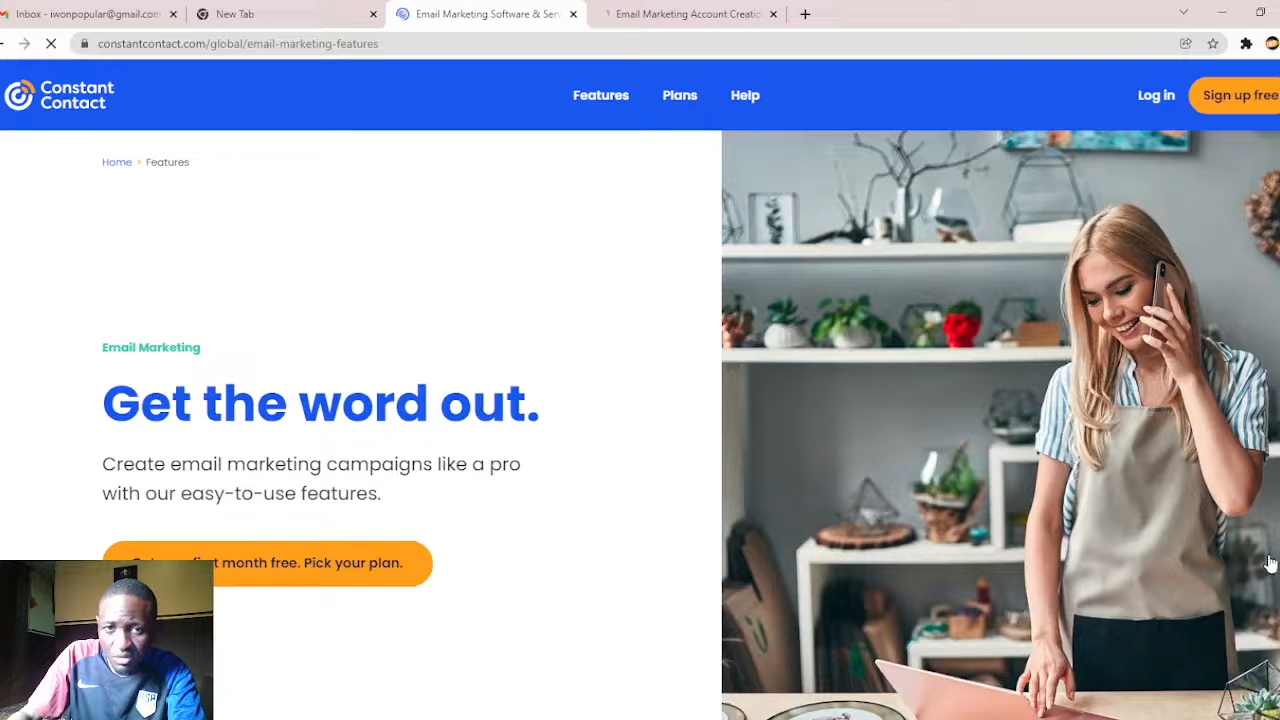 Inbox - iwonpopular@gmail.com
New Tab
Email Marketing Software & Serv
Email Marketing Account Creatio
constantcontact.com/global/email-marketing-features
Constant
Contact
Features
Plans
Help
Log in
Sign up free
Home > Features
Email Marketing
Get the word out.
Create email marketing campaigns like a pro
with our easy-to-use features.
month free. Pick your plan.